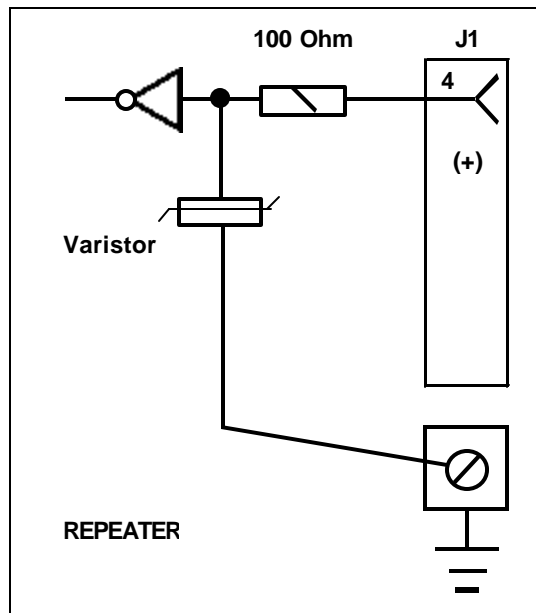 100 Ohm
J1
4
(+)
Varistor
REPEATER